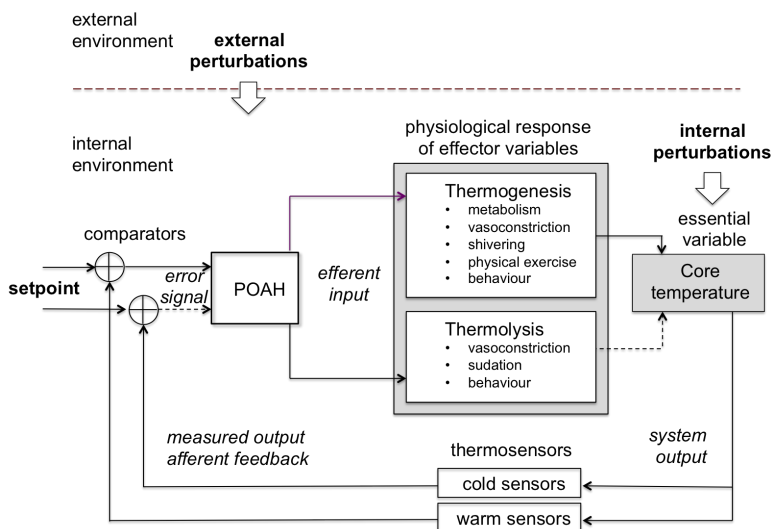 external
environment
external
perturbations
internal
environment
physiological response
of effector variables
internal
perturbations
Thermogenesis
• metabolism
• vasoconstriction
• shivering
• physical exercise
• behaviour
essential
variable
comparators
Core
temperature
error
signal
POAH
efferent
input
setpoint
Thermolysis
• vasoconstriction
• sudation
• behaviour
measured output
afferent feedback
thermosensors
system
output
cold sensors
warm sensors